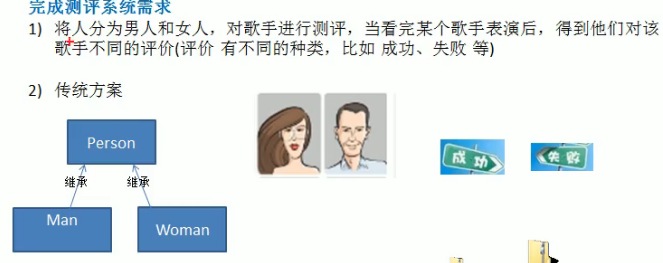 完成测评系统需求
1) 将人分为男人和女人，对歌手进行测评，当看完某个歌手表演后，得到他们对该
歌手不同的评价(评价 有不同的种类，比如 成功、失败 等)
2) 传统方案
Person
继承 继承
Man
Woman
成功
失败